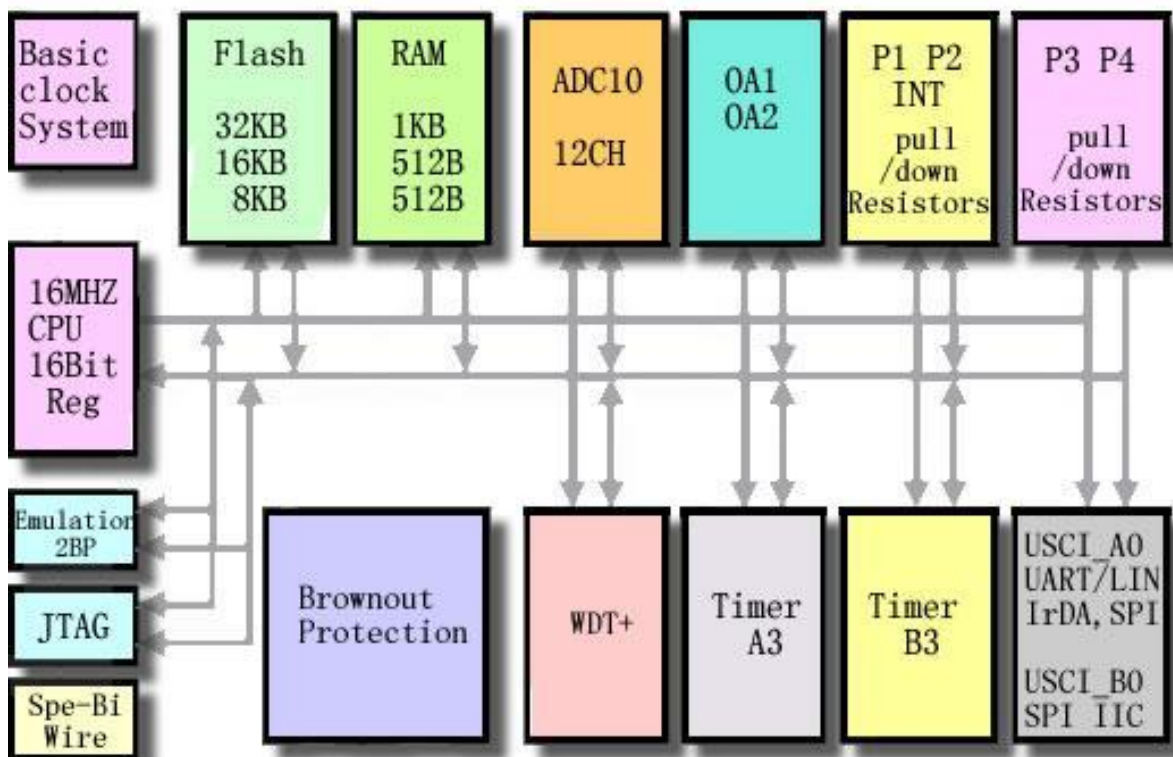 Basic
clock
System
Flash
32KB
16KB
8KB
RAM
1KB
512B
512B
ADC10
12CH
OA1
OA2
P1 P2
INT
pull
/down
Resistors
P3 P4
pull
/down
Resistors
16MHZ
CPU
16Bit
Reg
Emulation
2BP
JTAG
Spe-Bi
Wire
Brownout
Protection
WDT+
Timer
A3
Timer
B3
USCI_A0
UART/LIN
IrDA, SPI
USCI_B0
SPI IIC